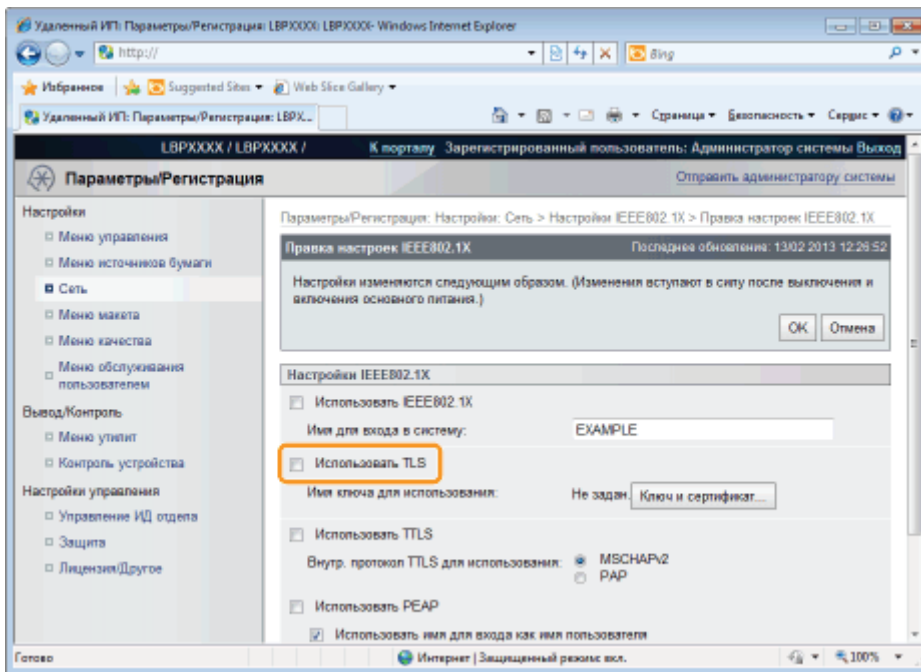 Удаленный ИП: Параметры/Регистрация: LBPXXXX: LBPXXXX- Windows Internet Explorer
http://
Bing
Избранное Suggested Sites Web Slice Gallery
Удаленный ИП: Параметры/Регистрация: LBPX...
Страница Безопасность Сервис
LBPXXXX / LBPXXXX / К порталу Зарегистрированный пользователь: Администратор системы Выход
Параметры/Регистрация Отправить администратору системы
Настройки
Меню управления
Меню источников бумаги
Сеть
Меню макета
Меню качества
Меню обслуживания
пользователем
Вывод/Контроль
Меню утилит
Контроль устройства
Настройки управления
Управление ИД отдела
Защита
Лицензия/Другое
Параметры/Регистрация: Настройки: Сеть > Настройки IEEE802.1X > Правка настроек IEEE802.1X
Правка настроек IEEE802.1X Последнее обновление: 13/02 2013 12:26:52
Настройки изменяются следующим образом. (Изменения вступают в силу после выключения и
включения основного питания.)
OK Отмена
Настройки IEEE802.1X
Использовать IEEE802.1X
Имя для входа в систему: EXAMPLE
Использовать TLS
Имя ключа для использования: Не задан. Ключ и сертификат...
Использовать TTLS
Внутр. протокол TTLS для использования: MSCHAPv2
PAP
Использовать PEAP
Использовать имя для входа как имя пользователя
Готово Интернет | Защищенный режим: вкл. 100%